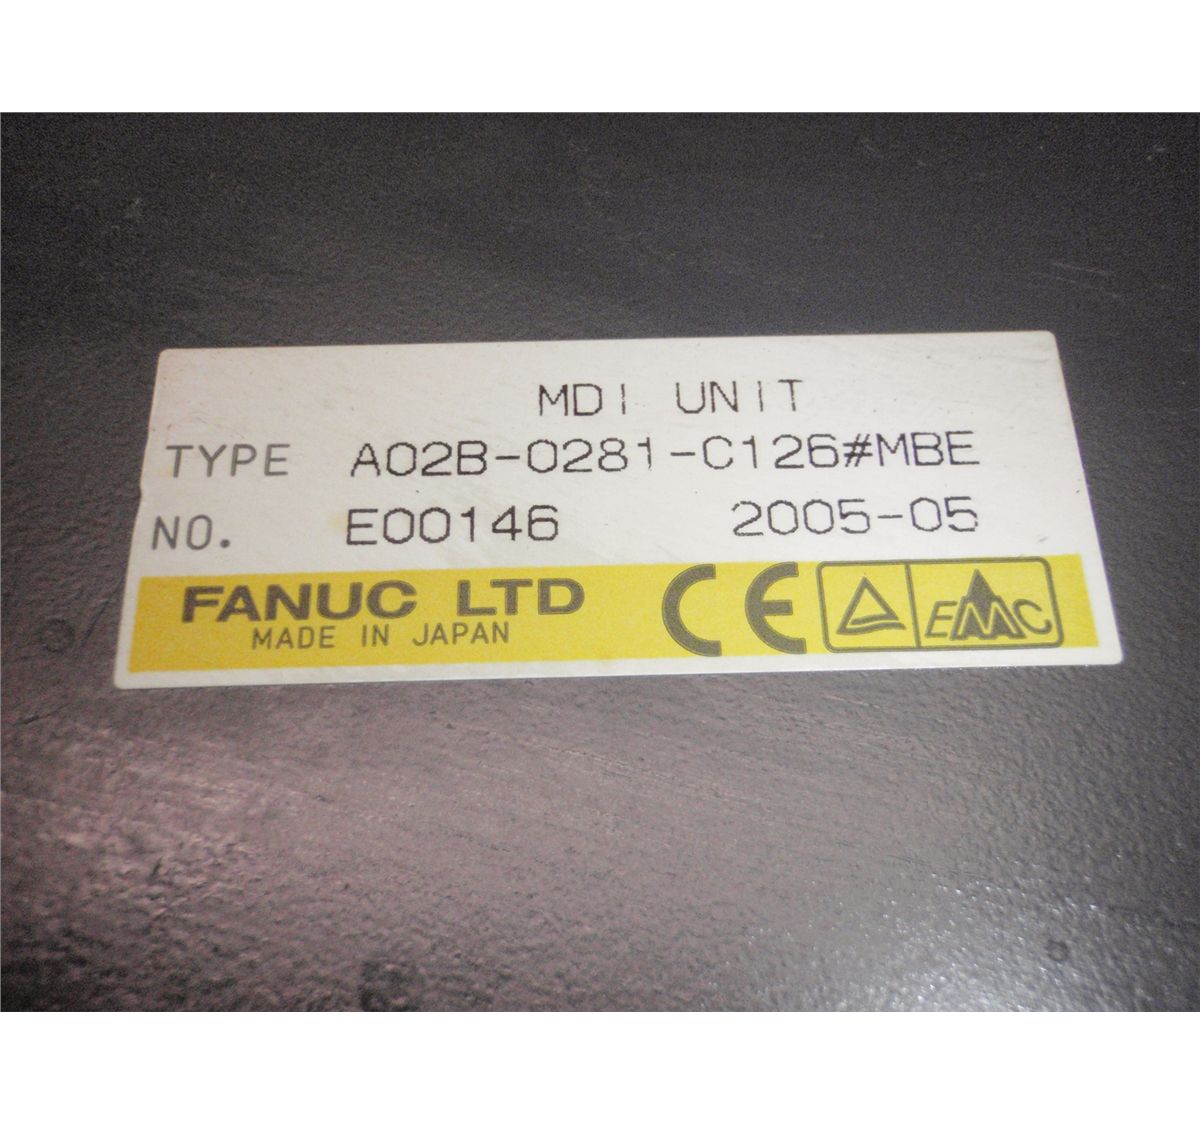 MDI UNIT
TYPE A02B-0281-C126#MBE
NO. E00146 2005-05
FANUC LTD CE EMC
MADE IN JAPAN